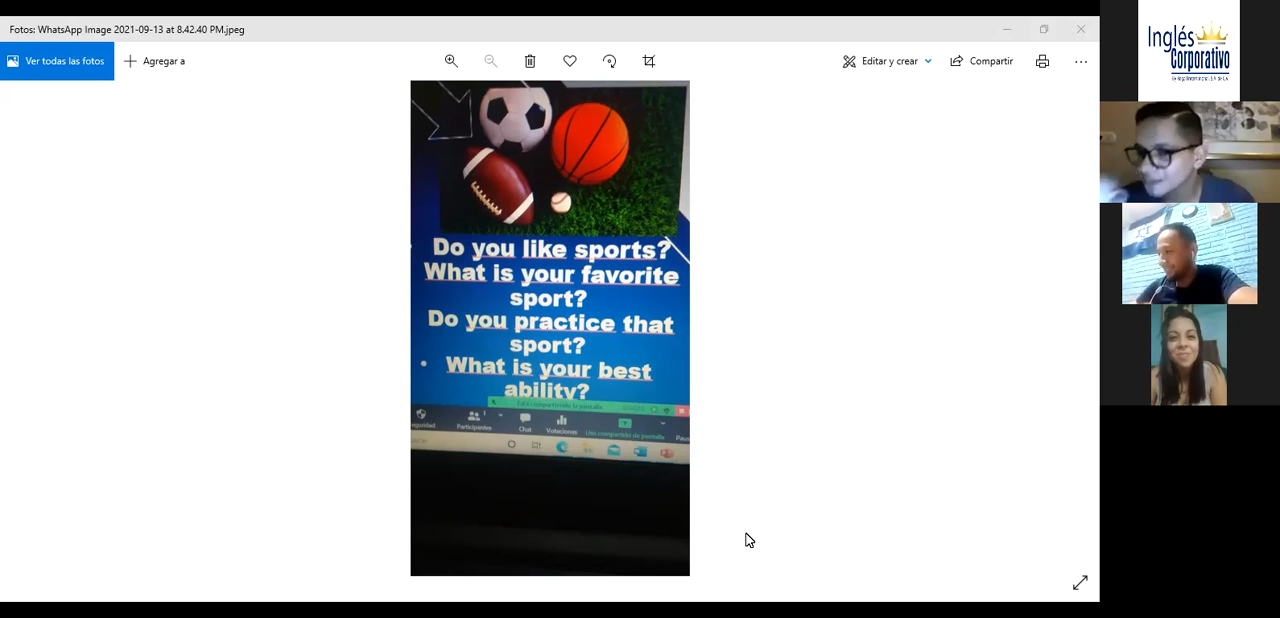 Fotos: WhatsApp Image 2021-09-13 at 8.42.40 PM.jpeg
Ver todas las fotos
Agregar a
Editar y crear
Compartir
Inglés
Corporativo
Do you like sports?
What is your favorite
sport?
Do you practice that
sport?
• What is your best
ability?
Participantes
Chat
Votaciones